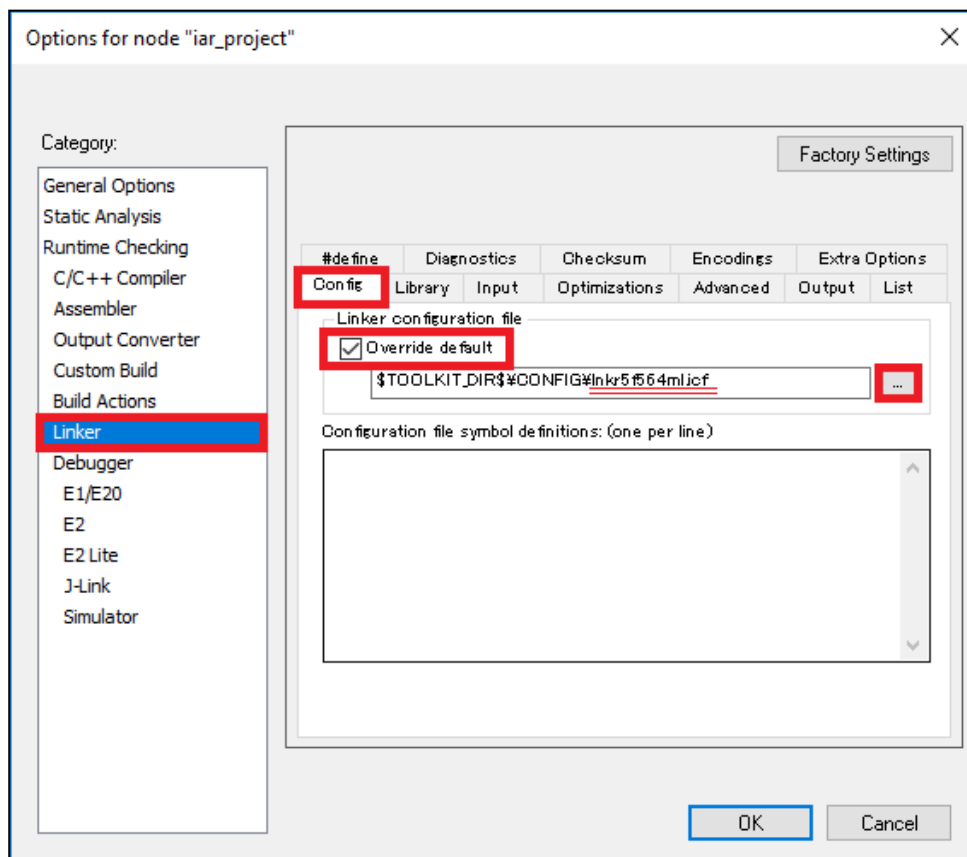 Options for node "iar_project"
Category:
General Options
Static Analysis
Runtime Checking
C/C++ Compiler
Assembler
Output Converter
Custom Build
Build Actions
Linker
Debugger
E1/E20
E2
E2 Lite
J-Link
Simulator
Factory Settings
#define Diagnostics Checksum Encodings Extra Options
Config Library Input Optimizations Advanced Output List
Linker configuration file
Override default
$TOOLKIT_DIR$¥CONFIG¥lnkr5f564ml.icf
...
Configuration file symbol definitions: (one per line)
OK Cancel